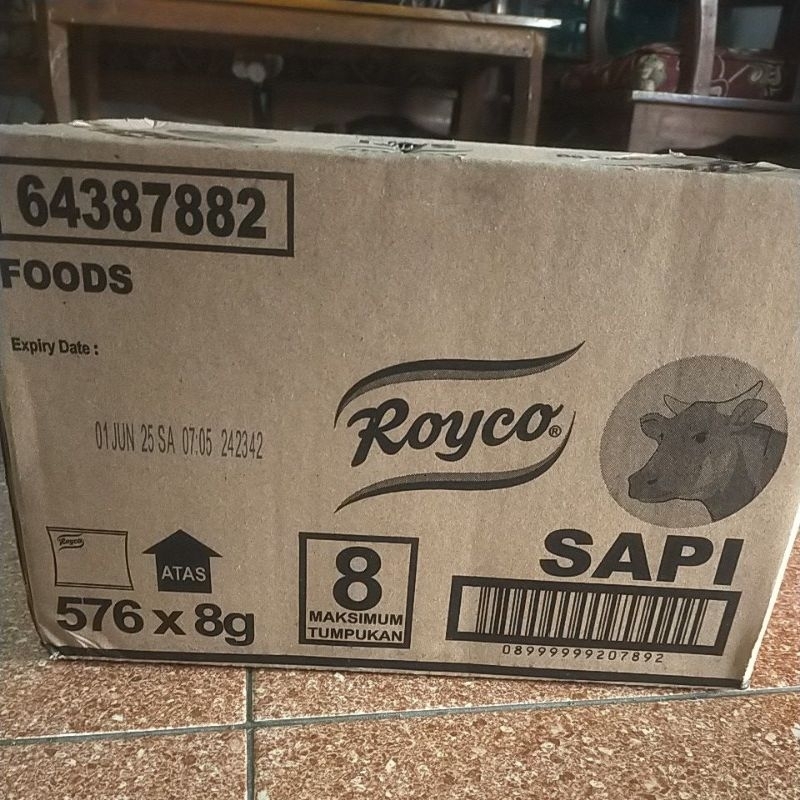 64387882
FOODS
Expiry Date :
01 JUN 25 SA 07:05 242342
Royco®
Royco
ATAS
576 x 8g
8
MAKSIMUM
TUMPUKAN
SAPI
08999999207892